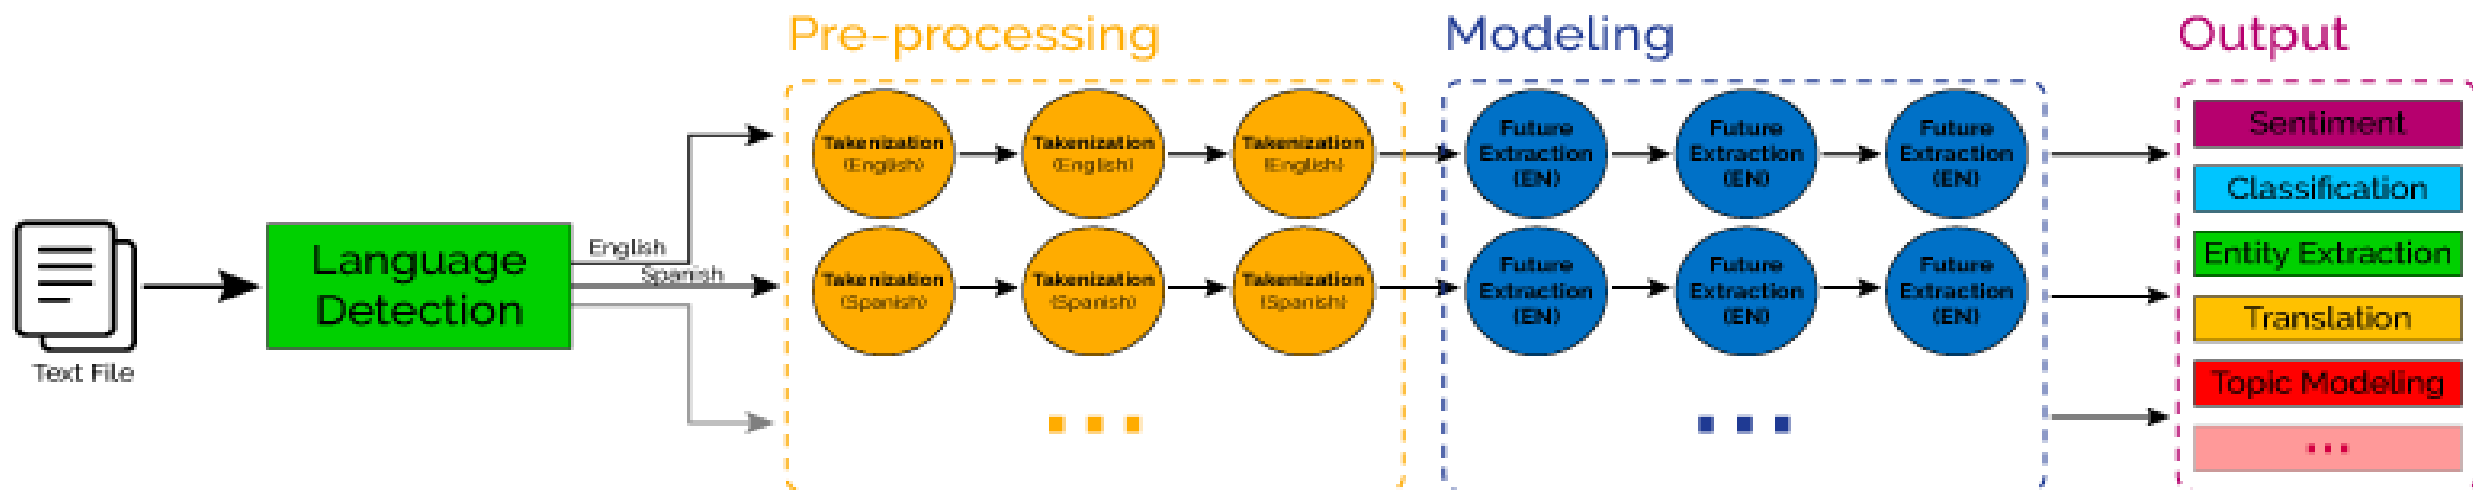 Pre-processing
Modeling
Output
Takenization
(English)
Takenization
(English)
Takenization
(English)
Future
Extraction
(EN)
Future
Extraction
(EN)
Future
Extraction
(EN)
Sentiment
Classification
Entity Extraction
Translation
Topic Modeling
...
Language
Detection
English
Spanish
Text File
Takenization
(Spanish)
Takenization
(Spanish)
Takenization
(Spanish)
Future
Extraction
(EN)
Future
Extraction
(EN)
Future
Extraction
(EN)
...
...